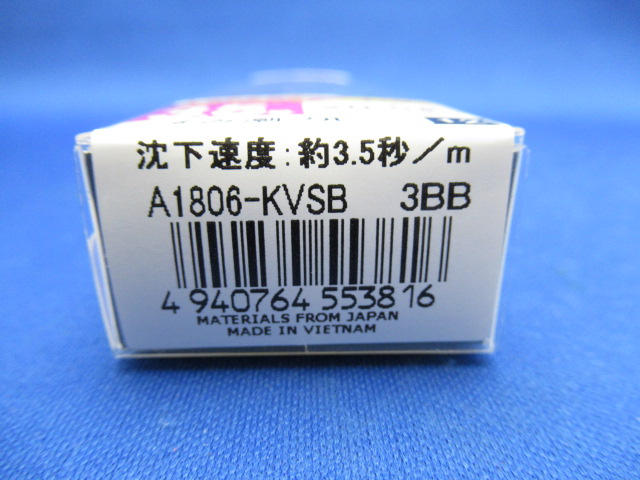 沈下速度:約3.5秒/m
A1806-KVSB 3BB
4 940764 553816
MATERIALS FROM JAPAN
MADE IN VIETNAM